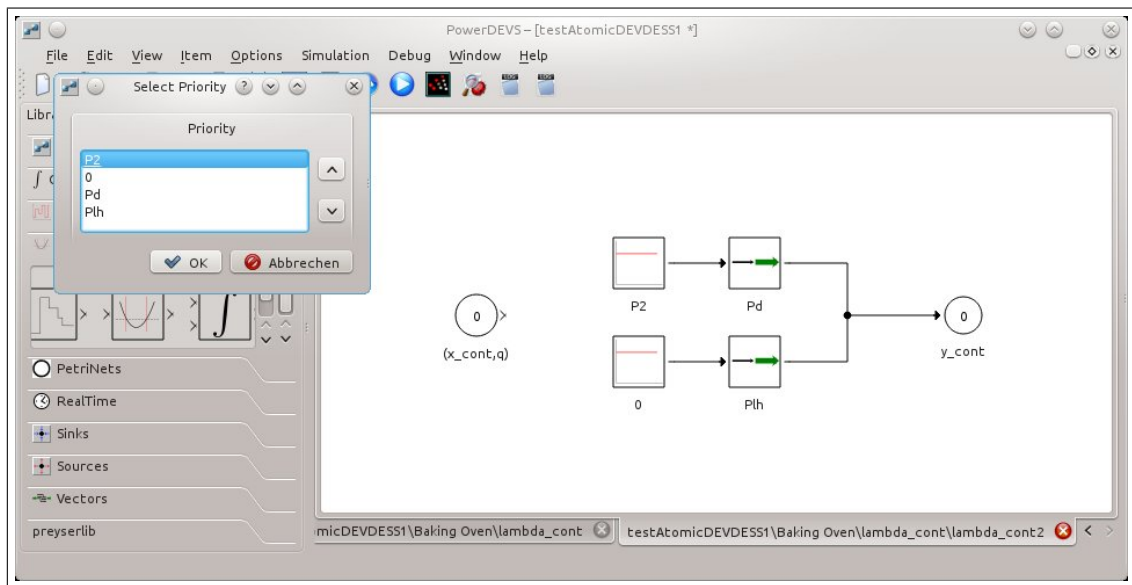 PowerDEVS – [testAtomicDEVDESS1 *]
File Edit View Item Options Simulation Debug Window Help
Select Priority ?
Priority
P2
0
Pd
Plh
OK Abbrechen
Libr
PetriNets
RealTime
Sinks
Sources
Vectors
preyserlib
0
(x_cont,q)
P2
Pd
0
Plh
0
y_cont
micDEVDESS1\Baking Oven\lambda_cont
testAtomicDEVDESS1\Baking Oven\lambda_cont\lambda_cont2